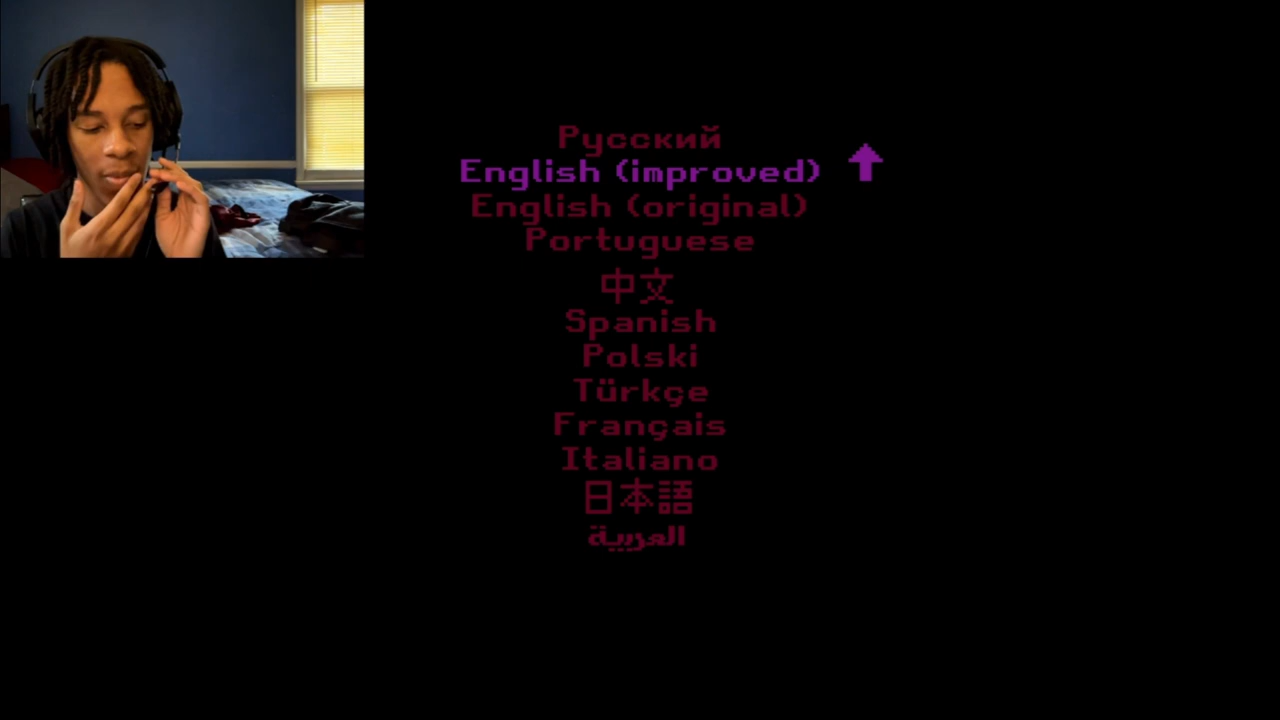 Русский
English (improved)
English (original)
Portuguese
中文
Spanish
Polski
Türkçe
Français
Italiano
日本語
العربية